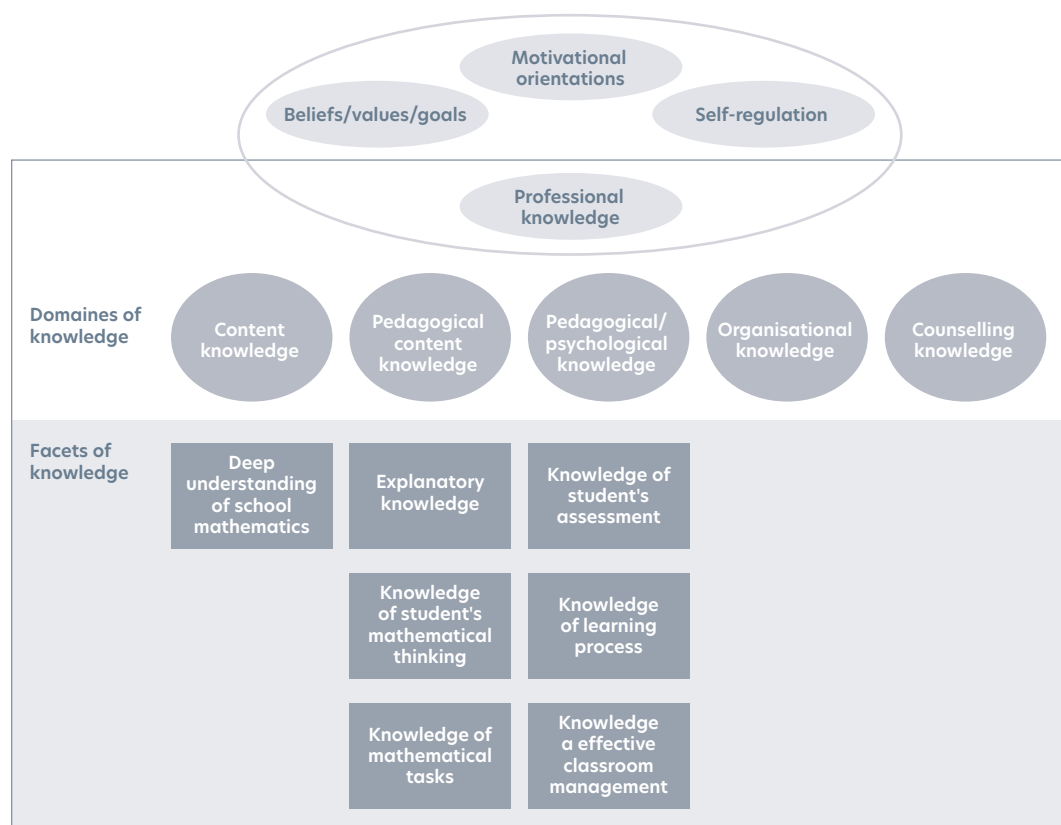 Motivational
orientations
Beliefs/values/goals
Self-regulation
Professional
knowledge
Domaines of
knowledge
Content
knowledge
Pedagogical
content
knowledge
Pedagogical/
psychological
knowledge
Organisational
knowledge
Counselling
knowledge
Facets of
knowledge
Deep
understanding
of school
mathematics
Explanatory
knowledge
Knowledge of
student's
assessment
Knowledge
of student's
mathematical
thinking
Knowledge
of learning
process
Knowledge of
mathematical
tasks
Knowledge
a effective
classroom
management